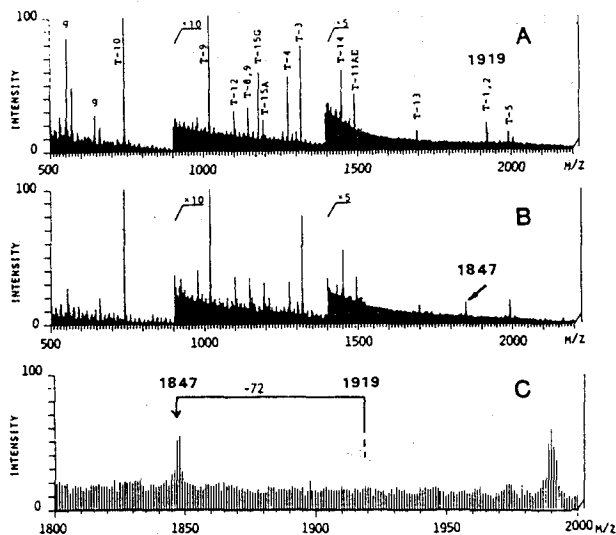 100
INTENSITY
0
g
g
T-10
×10
T-9
T-12
T-8,9
T-15G
T-15A
T-4
T-3
×5
T-14
T-11AE
T-13
1919
T-1,2
T-5
A
500
1000
1500
2000
M/Z
100
INTENSITY
0
×10
×5
1847
B
500
1000
1500
2000
M/Z
100
INTENSITY
0
1847
-72
1919
C
1800
1850
1900
1950
2000
M/Z